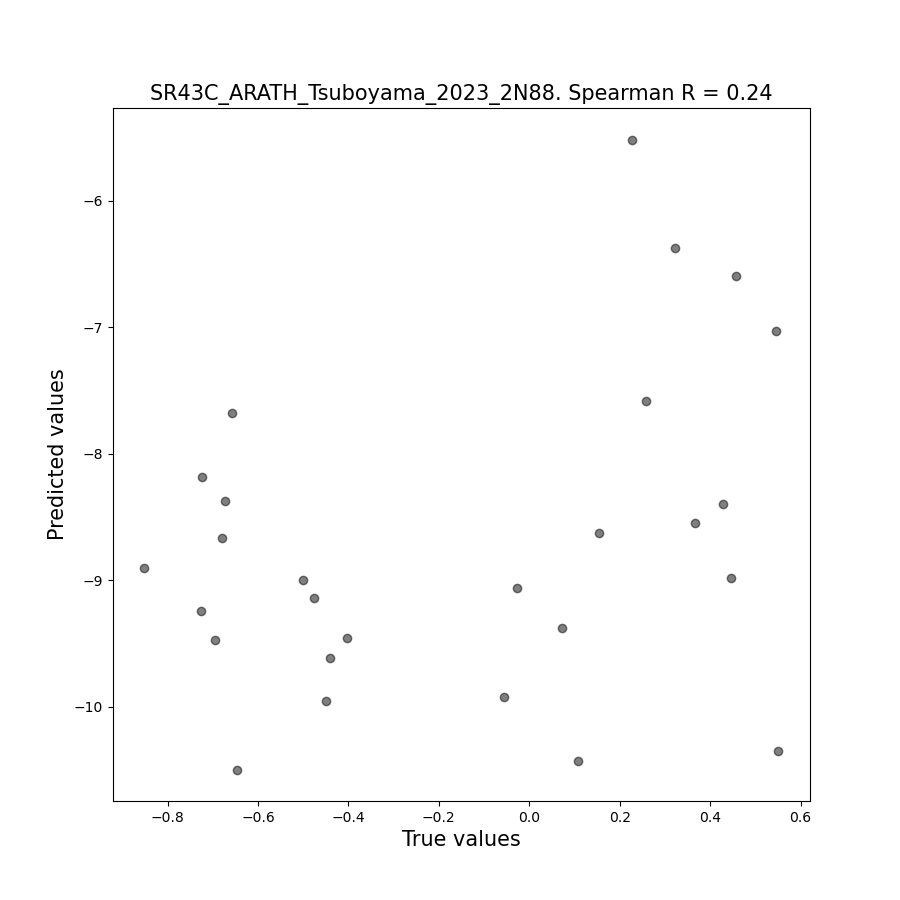 SR43C_ARATH_Tsuboyama_2023_2N88. Spearman R = 0.24
−6
−7
−8
−9
−10
Predicted values
−0.8 −0.6 −0.4 −0.2 0.0 0.2 0.4 0.6
True values